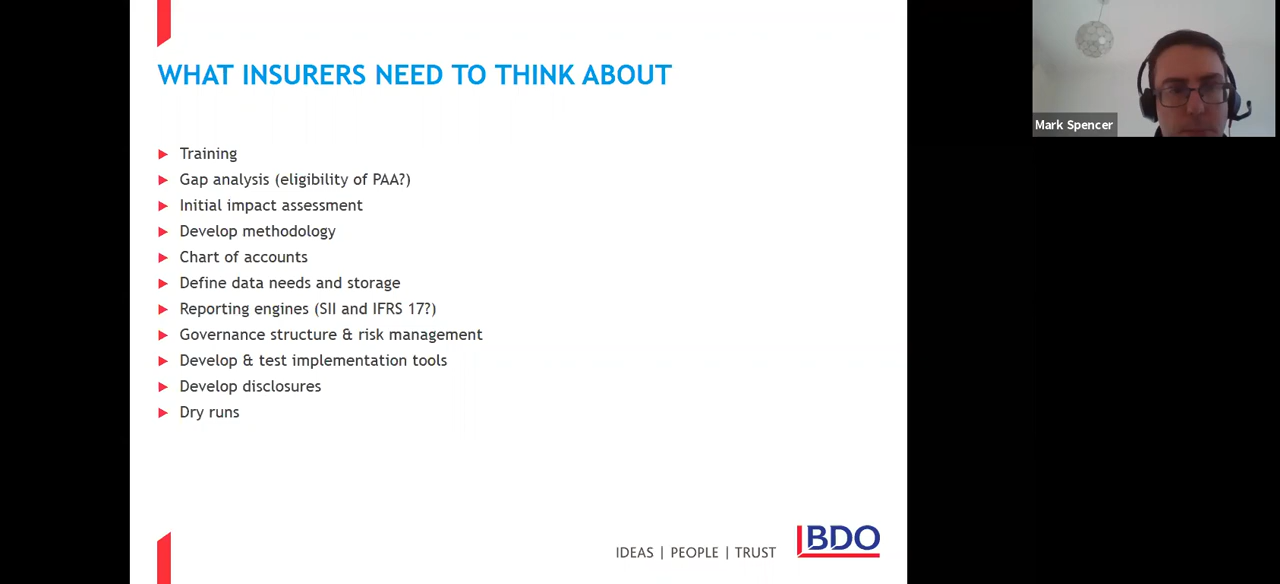 WHAT INSURERS NEED TO THINK ABOUT
Training
Gap analysis (eligibility of PAA?)
Initial impact assessment
Develop methodology
Chart of accounts
Define data needs and storage
Reporting engines (SII and IFRS 17?)
Governance structure & risk management
Develop & test implementation tools
Develop disclosures
Dry runs
IDEAS | PEOPLE | TRUST
BDO
Mark Spencer